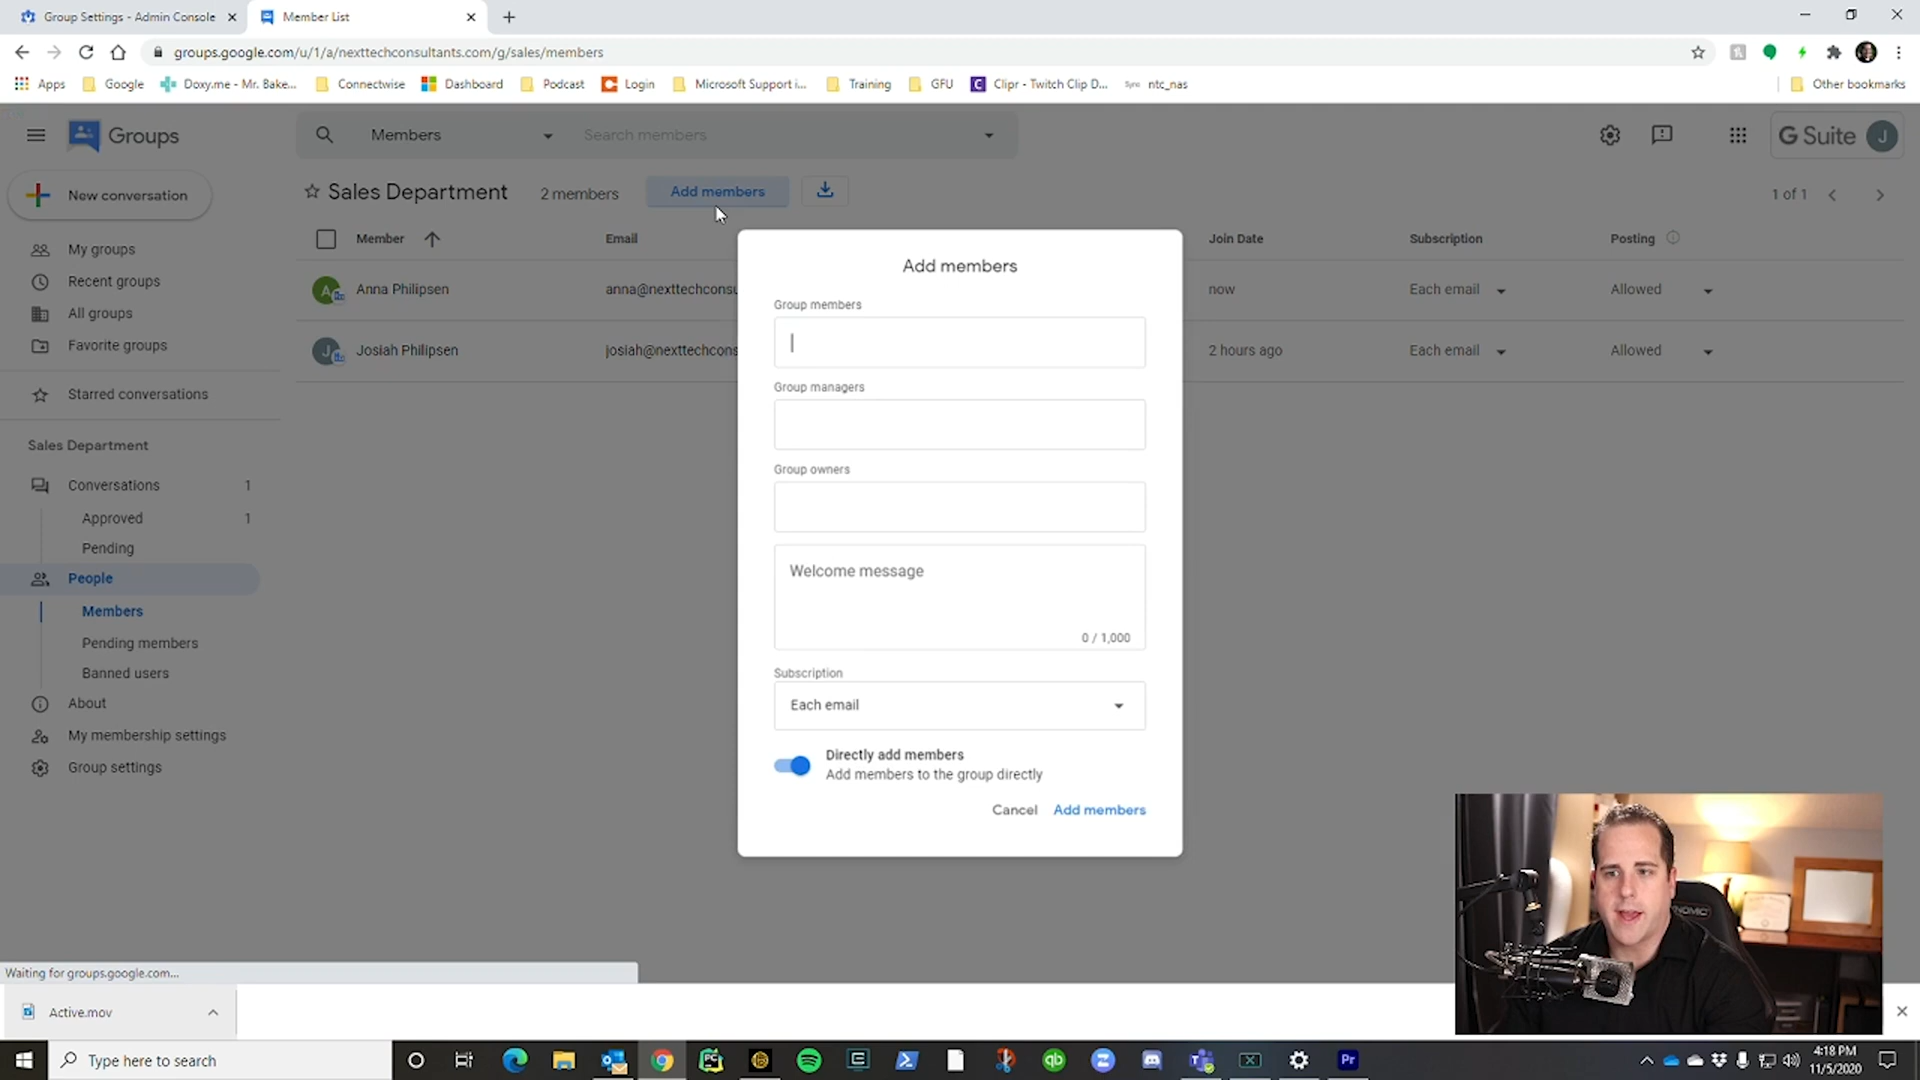 Group Settings - Admin Console
Member List
groups.google.com/u/1/a/nexttechconsultants.com/g/sales/members
Apps
Google
Doxy.me - Mr. Bake...
Connectwise
Dashboard
Podcast
Login
Microsoft Support i...
Training
GFU
Clipr - Twitch Clip D...
ntc_nas
Other bookmarks
Groups
Members
Search members
G Suite
J
New conversation
Sales Department
2 members
Add members
1 of 1
My groups
Recent groups
All groups
Favorite groups
Starred conversations
Sales Department
Conversations 1
Approved 1
Pending
People
Members
Pending members
Banned users
About
My membership settings
Group settings
Member
Email
Join Date
Subscription
Posting
A
Anna Philipsen
anna@nexttechconsu
now
Each email
Allowed
J
Josiah Philipsen
josiah@nexttechcons
2 hours ago
Each email
Allowed
Add members
Group members
Group managers
Group owners
Welcome message
0 / 1,000
Subscription
Each email
Directly add members
Add members to the group directly
Cancel
Add members
Waiting for groups.google.com...
Active.mov
Type here to search
PC
Pr
4:18 PM
11/5/2020